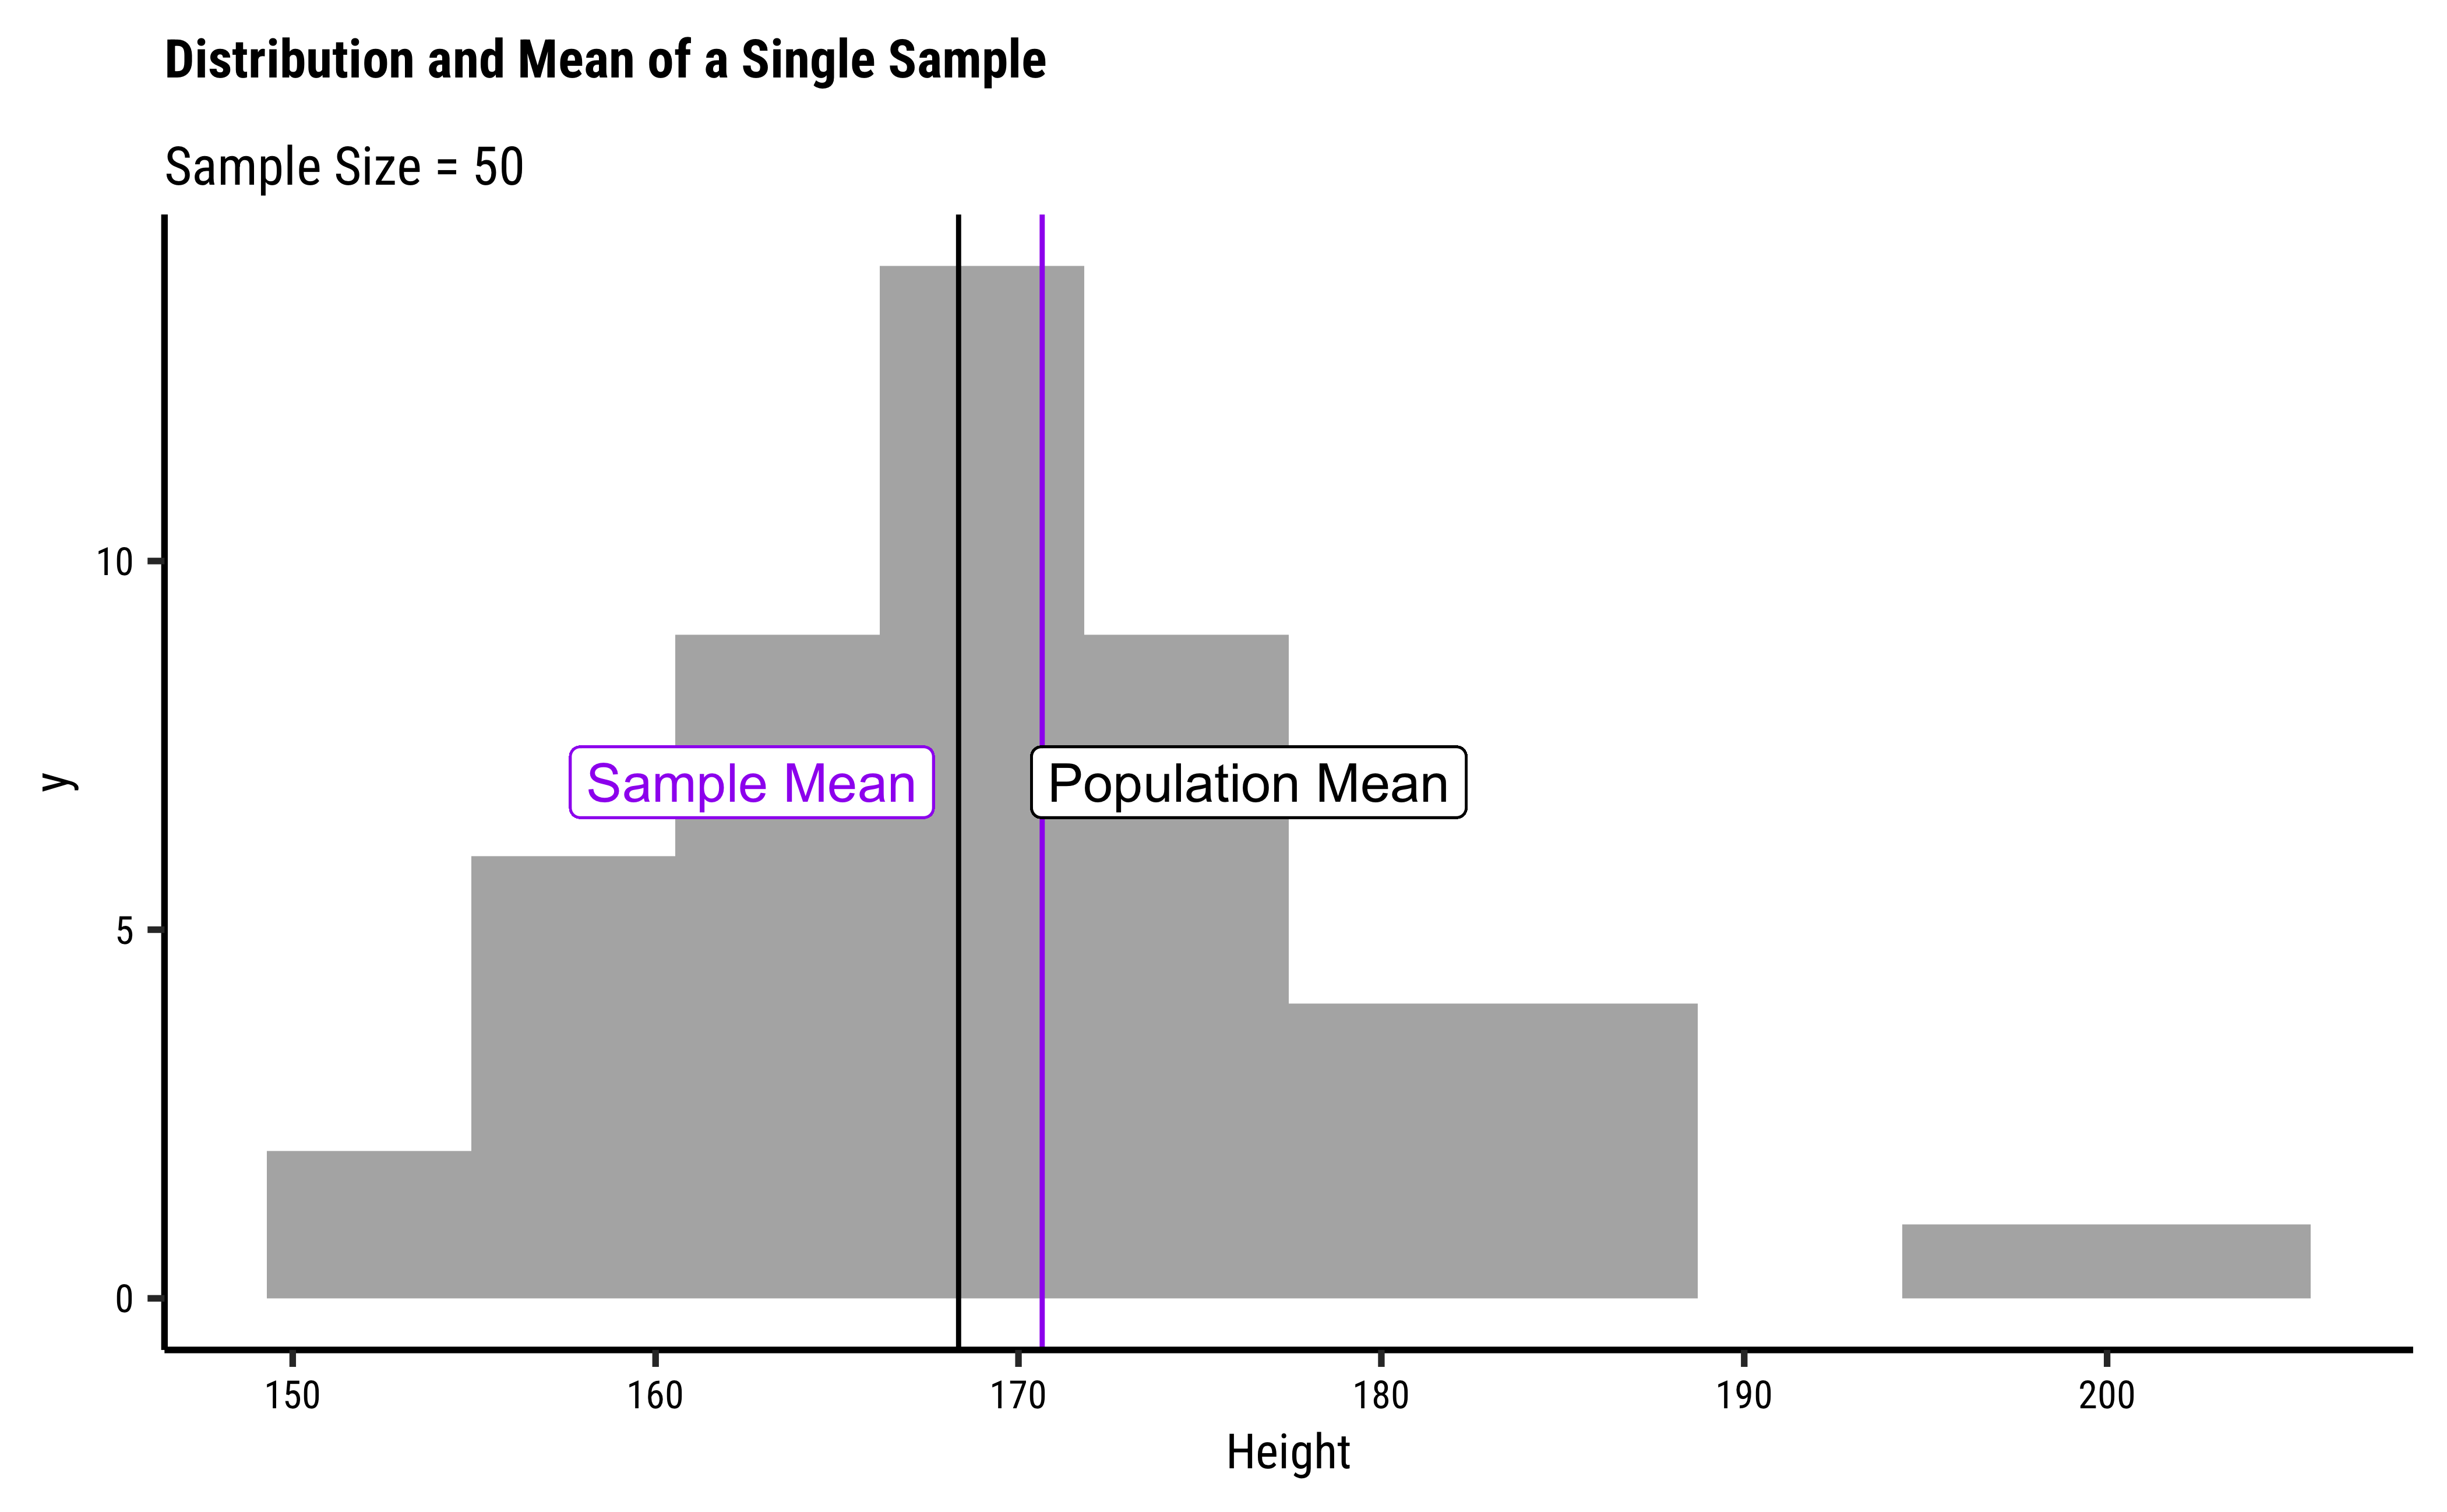 Distribution and Mean of a Single Sample
Sample Size = 50
10
5
0
y
Sample Mean
Population Mean
150 160 170 180 190 200
Height